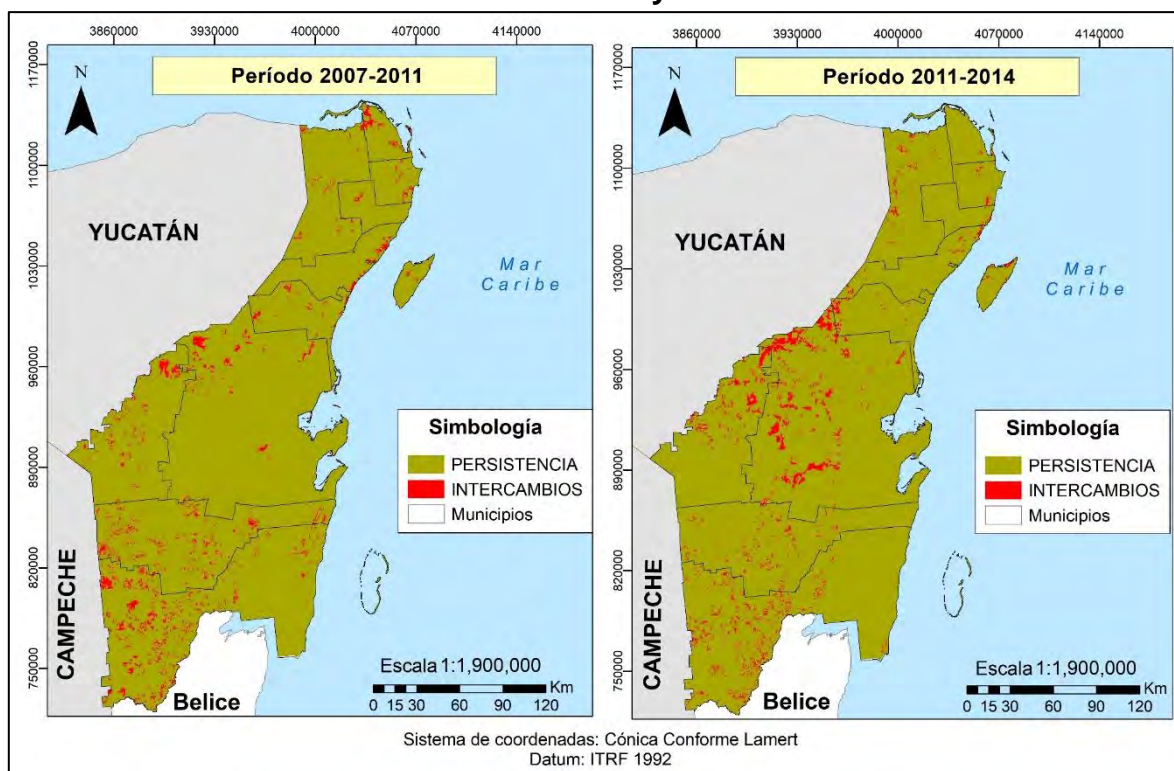 y
3860000 3930000 4000000 4070000 4140000
1170000
1100000
1030000
960000
890000
820000
750000
Período 2007-2011
N
YUCATÁN
Mar
Caribe
Simbología
PERSISTENCIA
INTERCAMBIOS
Municipios
CAMPECHE
Belice
Escala 1:1,900,000
Km
0 15 30 60 90 120
3860000 3930000 4000000 4070000 4140000
1170000
1100000
1030000
960000
890000
820000
750000
Período 2011-2014
N
YUCATÁN
Mar
Caribe
Simbología
PERSISTENCIA
INTERCAMBIOS
Municipios
CAMPECHE
Belice
Escala 1:1,900,000
Km
0 15 30 60 90 120
Sistema de coordenadas: Cónica Conforme Lamert
Datum: ITRF 1992